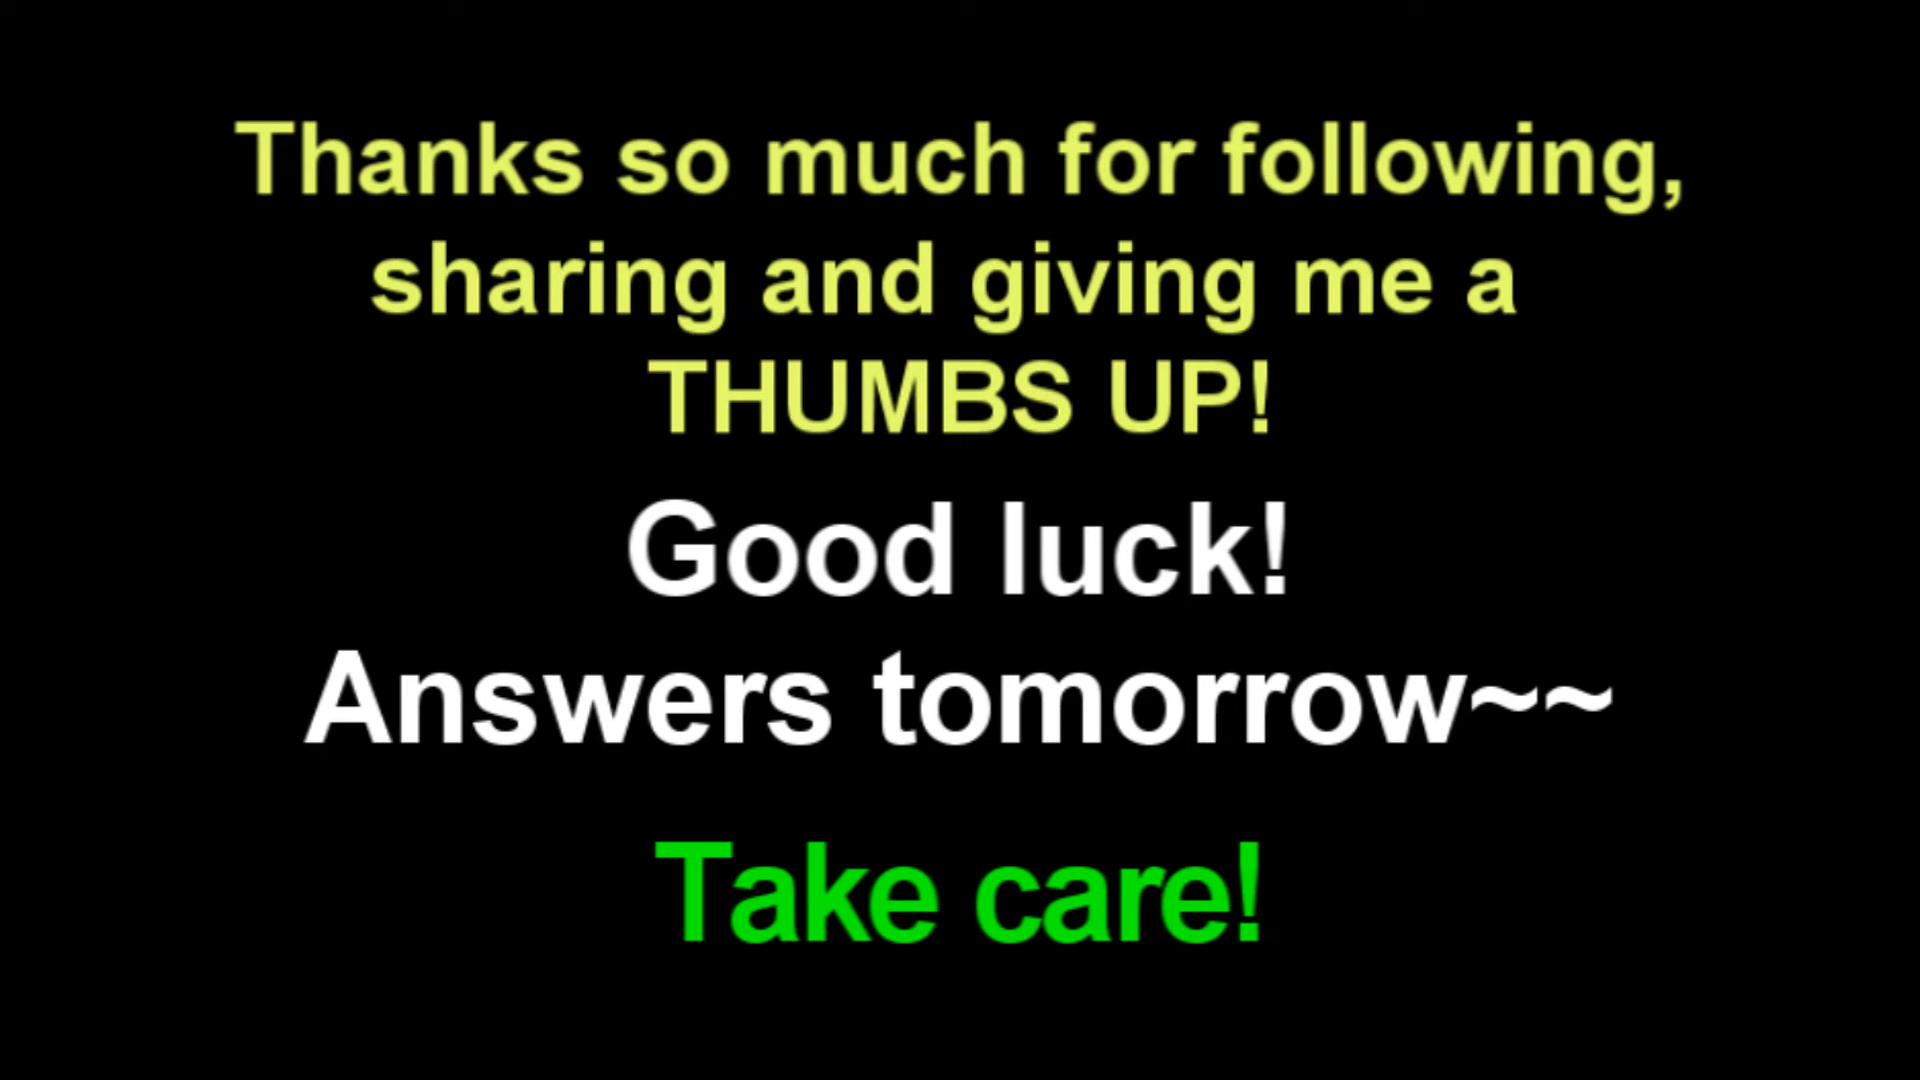 Thanks so much for following,
sharing and giving me a
THUMBS UP!
Good luck!
Answers tomorrow~~
Take care!